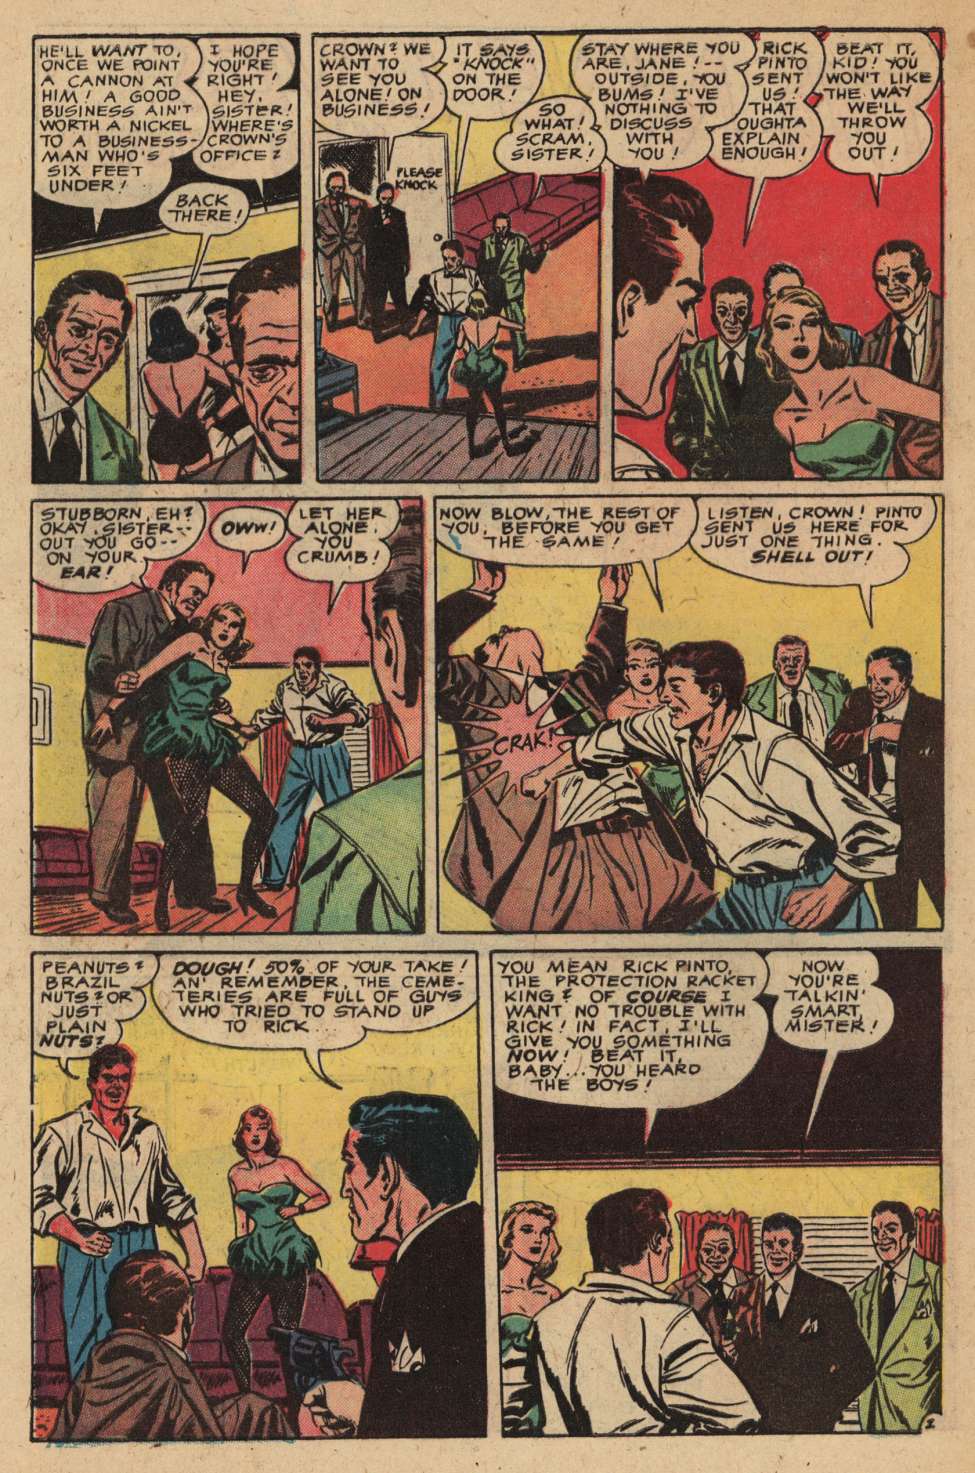 HE'LL WANT TO,
ONCE WE POINT
A CANNON AT
HIM! A GOOD
BUSINESS AIN'T
WORTH A NICKEL
TO A BUSINESS-
MAN WHO'S
SIX FEET
UNDER!
I HOPE
YOU'RE
RIGHT!
HEY,
SISTER!
WHERE'S
CROWN'S
OFFICE?
BACK
THERE!
CROWN? WE
WANT TO
SEE YOU
ALONE! ON
BUSINESS!
IT SAYS
"KNOCK"
ON THE
DOOR!
SO
WHAT!
SCRAM,
SISTER!
PLEASE
KNOCK
STAY WHERE YOU
ARE, JANE! --
OUTSIDE, YOU
BUMS! I'VE
NOTHING TO
DISCUSS
WITH
YOU!
RICK
PINTO
SENT
US!
THAT
OUGHTA
EXPLAIN
ENOUGH!
BEAT IT,
KID! YOU
WON'T LIKE
THE WAY
WE'LL
THROW
YOU
OUT!
STUBBORN, EH?
OKAY, SISTER--
OUT YOU GO--
ON YOUR
EAR!
OWW!
LET HER
ALONE,
YOU
CRUMB!
NOW BLOW, THE REST OF
YOU, BEFORE YOU GET
THE SAME!
LISTEN, CROWN! PINTO
SENT US HERE FOR
JUST ONE THING.
SHELL OUT!
CRAK!
PEANUTS?
BRAZIL
NUTS? OR
JUST
PLAIN
NUTS?
DOUGH! 50% OF YOUR TAKE!
AN' REMEMBER, THE CEME-
TERIES ARE FULL OF GUYS
WHO TRIED TO STAND UP
TO RICK...
YOU MEAN RICK PINTO,
THE PROTECTION RACKET
KING? OF COURSE I
WANT NO TROUBLE WITH
RICK! IN FACT, I'LL
GIVE YOU SOMETHING
NOW! BEAT IT,
BABY... YOU HEARD
THE BOYS!
NOW
YOU'RE
TALKIN'
SMART,
MISTER!
2